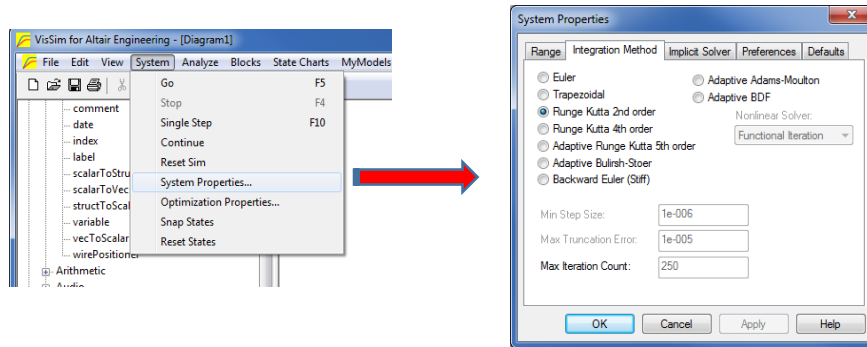 VisSim for Altair Engineering - [Diagram1]
File Edit View System Analyze Blocks State Charts MyModels
Go F5
Stop F4
Single Step F10
Continue
Reset Sim
System Properties...
Optimization Properties...
Snap States
Reset States
comment
date
index
label
scalarToStru
scalarToVec
structToScal
variable
vecToScalar
wirePositioner
Arithmetic
Audio
System Properties
Range Integration Method Implicit Solver Preferences Defaults
Euler
Trapezoidal
Runge Kutta 2nd order
Runge Kutta 4th order
Adaptive Runge Kutta 5th order
Adaptive Bulirsh-Stoer
Backward Euler (Stiff)
Adaptive Adams-Moulton
Adaptive BDF
Nonlinear Solver:
Functional Iteration
Min Step Size: 1e-006
Max Truncation Error: 1e-005
Max Iteration Count: 250
OK Cancel Apply Help